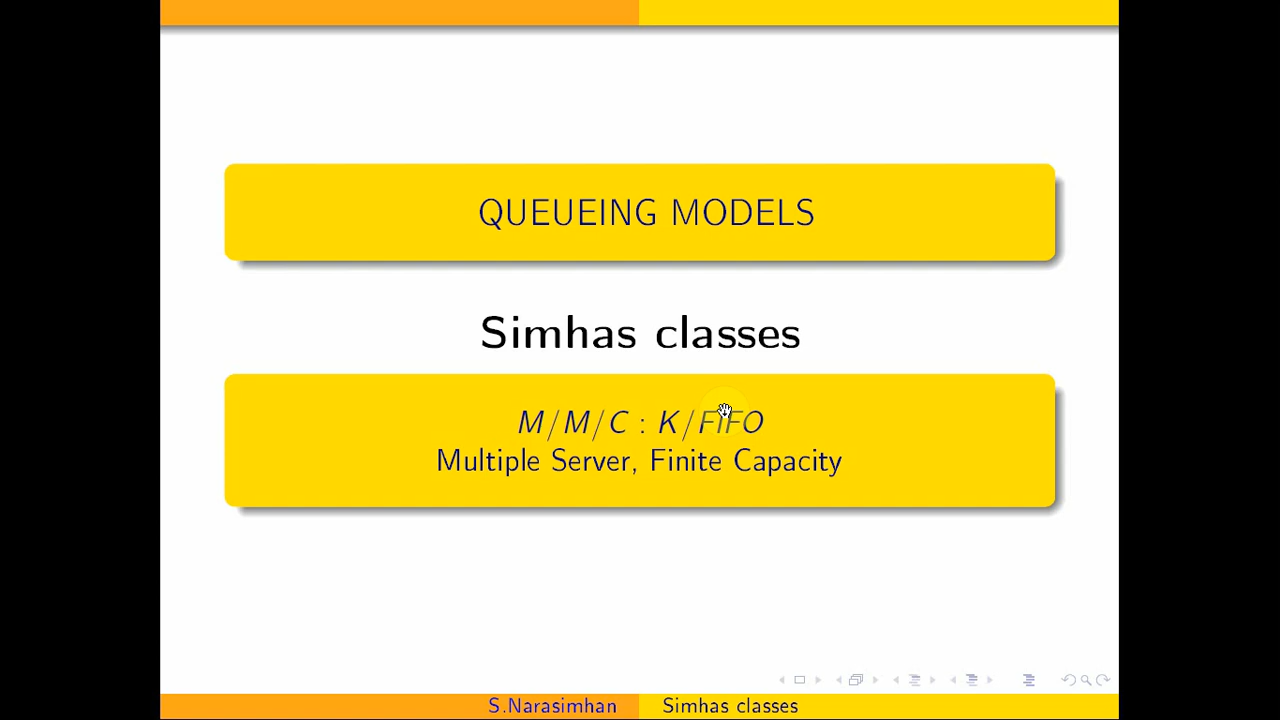 QUEUEING MODELS
Simhas classes
M/M/C : K/FIFO
Multiple Server, Finite Capacity
S.Narasimhan
Simhas classes